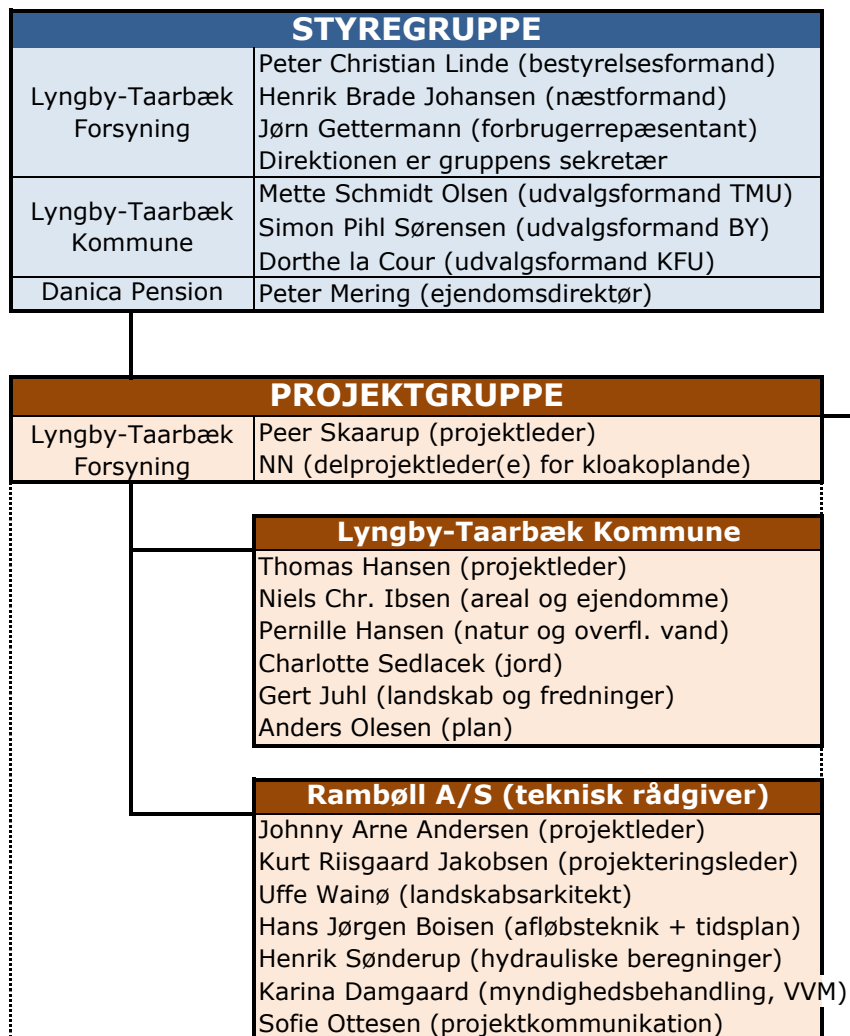 STYREGRUPPE
Lyngby-Taarbæk
Forsyning
Peter Christian Linde (bestyrelsesformand)
Henrik Brade Johansen (næstformand)
Jørn Gettermann (forbrugerrepæsentant)
Direktionen er gruppens sekretær
Lyngby-Taarbæk
Kommune
Mette Schmidt Olsen (udvalgsformand TMU)
Simon Pihl Sørensen (udvalgsformand BY)
Dorthe la Cour (udvalgsformand KFU)
Danica Pension
Peter Mering (ejendomsdirektør)
PROJEKTGRUPPE
Lyngby-Taarbæk
Forsyning
Peer Skaarup (projektleder)
NN (delprojektleder(e) for kloakoplande)
Lyngby-Taarbæk Kommune
Thomas Hansen (projektleder)
Niels Chr. Ibsen (areal og ejendomme)
Pernille Hansen (natur og overfl. vand)
Charlotte Sedlacek (jord)
Gert Juhl (landskab og fredninger)
Anders Olesen (plan)
Rambøll A/S (teknisk rådgiver)
Johnny Arne Andersen (projektleder)
Kurt Riisgaard Jakobsen (projekteringsleder)
Uffe Wainø (landskabsarkitekt)
Hans Jørgen Boisen (afløbsteknik + tidsplan)
Henrik Sønderup (hydrauliske beregninger)
Karina Damgaard (myndighedsbehandling, VVM)
Sofie Ottesen (projektkommunikation)